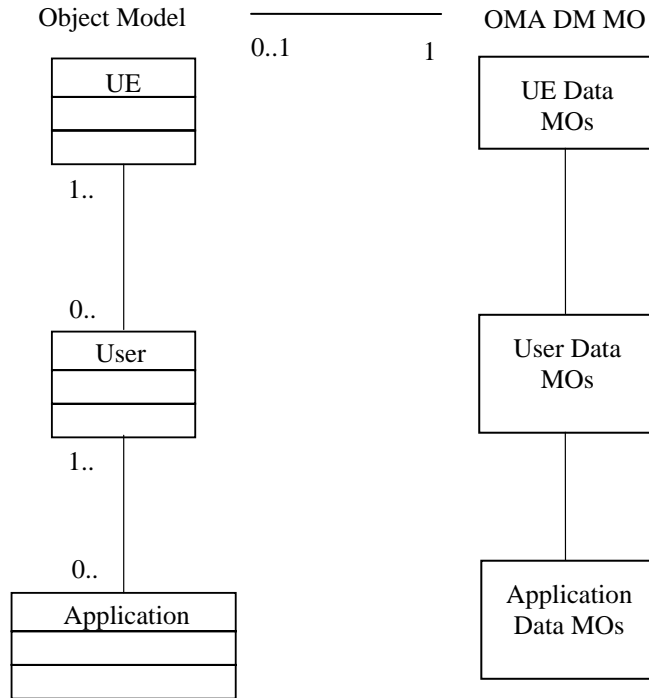 Object Model
OMA DM MO
0..1
1
UE
UE Data
MOs
1..
0..
User
User Data
MOs
1..
0..
Application
Application
Data MOs